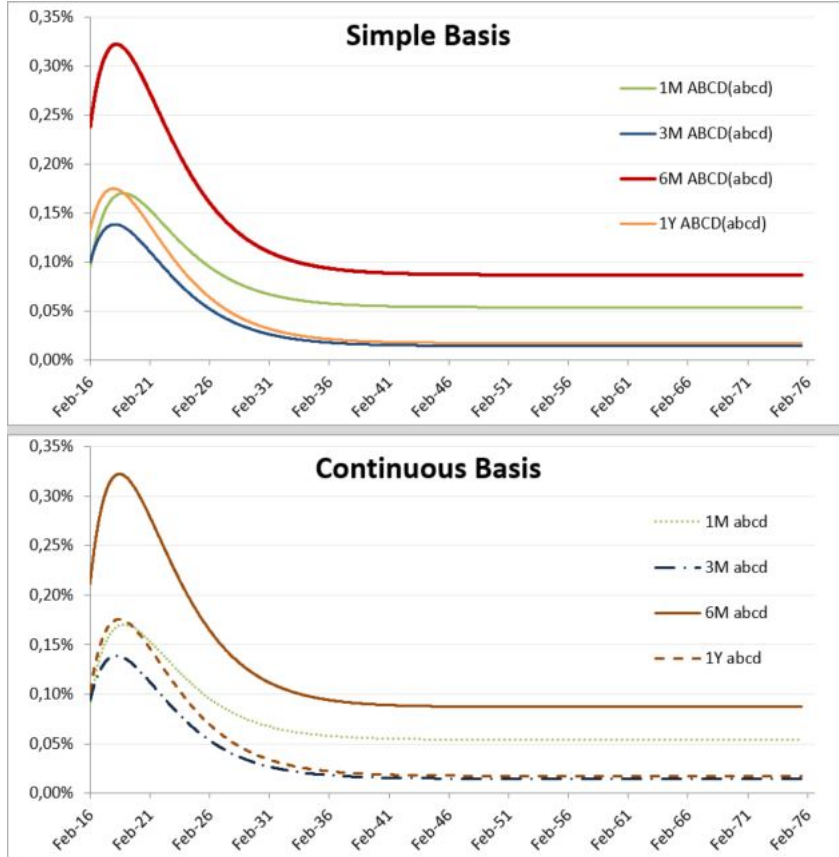 Simple Basis
0,35%
0,30%
0,25%
0,20%
0,15%
0,10%
0,05%
0,00%
1M ABCD(abcd)
3M ABCD(abcd)
6M ABCD(abcd)
1Y ABCD(abcd)
Feb-16 Feb-21 Feb-26 Feb-31 Feb-36 Feb-41 Feb-46 Feb-51 Feb-56 Feb-61 Feb-66 Feb-71 Feb-76
Continuous Basis
0,35%
0,30%
0,25%
0,20%
0,15%
0,10%
0,05%
0,00%
1M abcd
3M abcd
6M abcd
1Y abcd
Feb-16 Feb-21 Feb-26 Feb-31 Feb-36 Feb-41 Feb-46 Feb-51 Feb-56 Feb-61 Feb-66 Feb-71 Feb-76